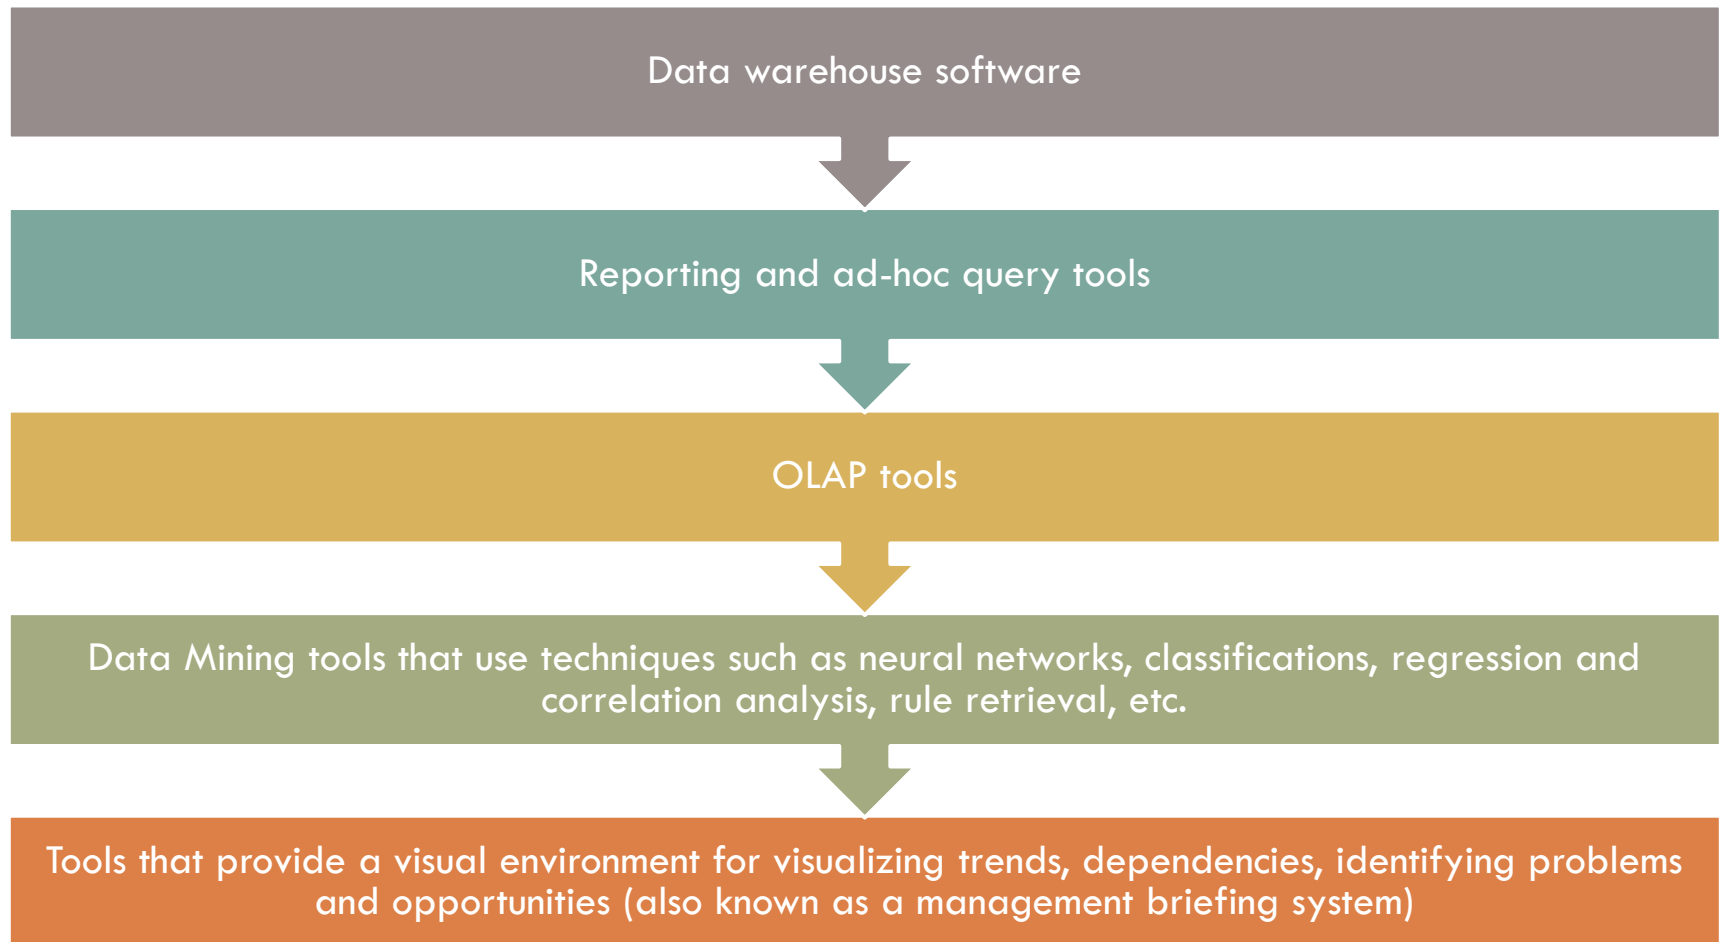 Data warehouse software
Reporting and ad-hoc query tools
OLAP tools
Data Mining tools that use techniques such as neural networks, classifications, regression and
correlation analysis, rule retrieval, etc.
Tools that provide a visual environment for visualizing trends, dependencies, identifying problems
and opportunities (also known as a management briefing system)